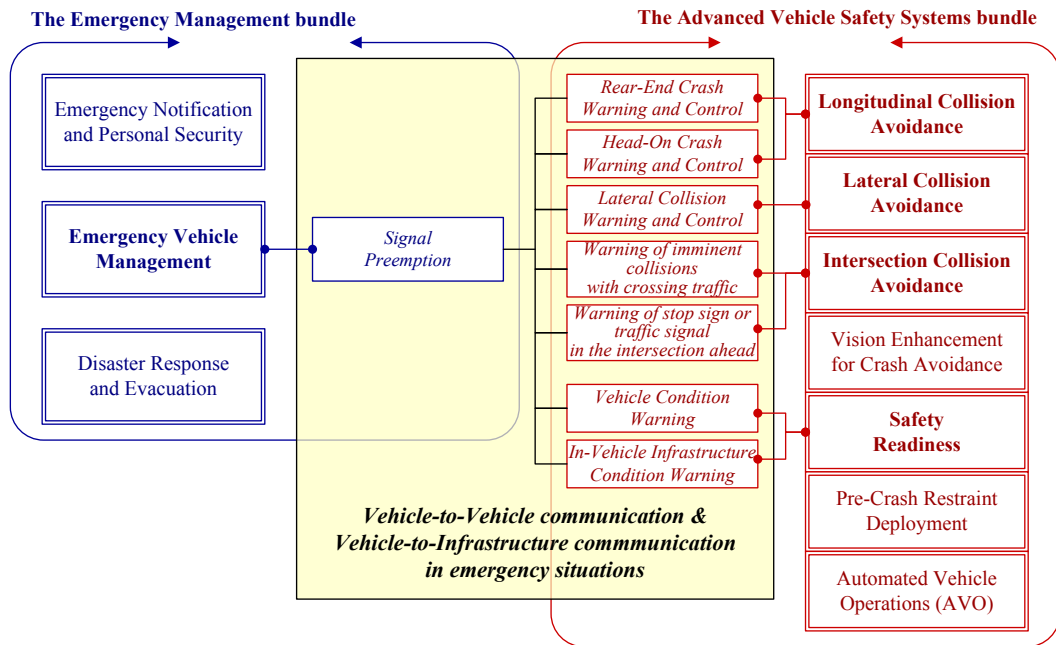 The Emergency Management bundle
The Advanced Vehicle Safety Systems bundle
Emergency Notification
and Personal Security
Emergency Vehicle
Management
Disaster Response
and Evacuation
Signal
Preemption
Rear-End Crash
Warning and Control
Head-On Crash
Warning and Control
Lateral Collision
Warning and Control
Warning of imminent
collisions
with crossing traffic
Warning of stop sign or
traffic signal
in the intersection ahead
Vehicle Condition
Warning
In-Vehicle Infrastructure
Condition Warning
Longitudinal Collision
Avoidance
Lateral Collision
Avoidance
Intersection Collision
Avoidance
Vision Enhancement
for Crash Avoidance
Safety
Readiness
Pre-Crash Restraint
Deployment
Automated Vehicle
Operations (AVO)
Vehicle-to-Vehicle communication &
Vehicle-to-Infrastructure commmunication
in emergency situations